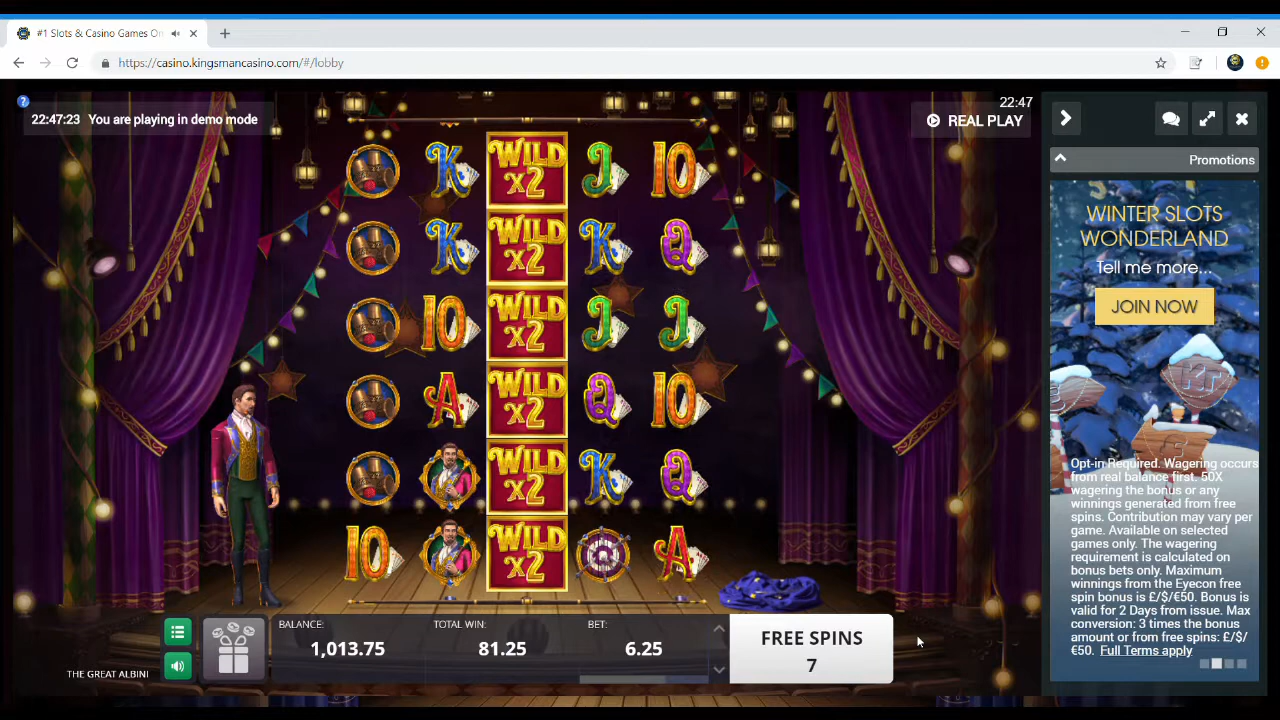 #1 Slots & Casino Games On
https://casino.kingsmancasino.com/#/lobby
22:47:23 You are playing in demo mode
22:47
REAL PLAY
K WILD x2 J 10
K WILD x2 K Q
10 WILD x2 J J
A WILD x2 Q 10
WILD x2 K Q
10 WILD x2 A
THE GREAT ALBINI
BALANCE:
1,013.75
TOTAL WIN:
81.25
BET:
6.25
FREE SPINS
7
Promotions
WINTER SLOTS
WONDERLAND
Tell me more...
JOIN NOW
Opt-in Required. Wagering occurs
from real balance first. 50X
wagering the bonus or any
winnings generated from free
spins. Contribution may vary per
game. Available on selected
games only. The wagering
requirement is calculated on
bonus bets only. Maximum
winnings from the Eyecon free
spin bonus is £/$/€50. Bonus is
valid for 2 Days from issue. Max
conversion: 3 times the bonus
amount or from free spins: £/$/
€50. Full Terms apply